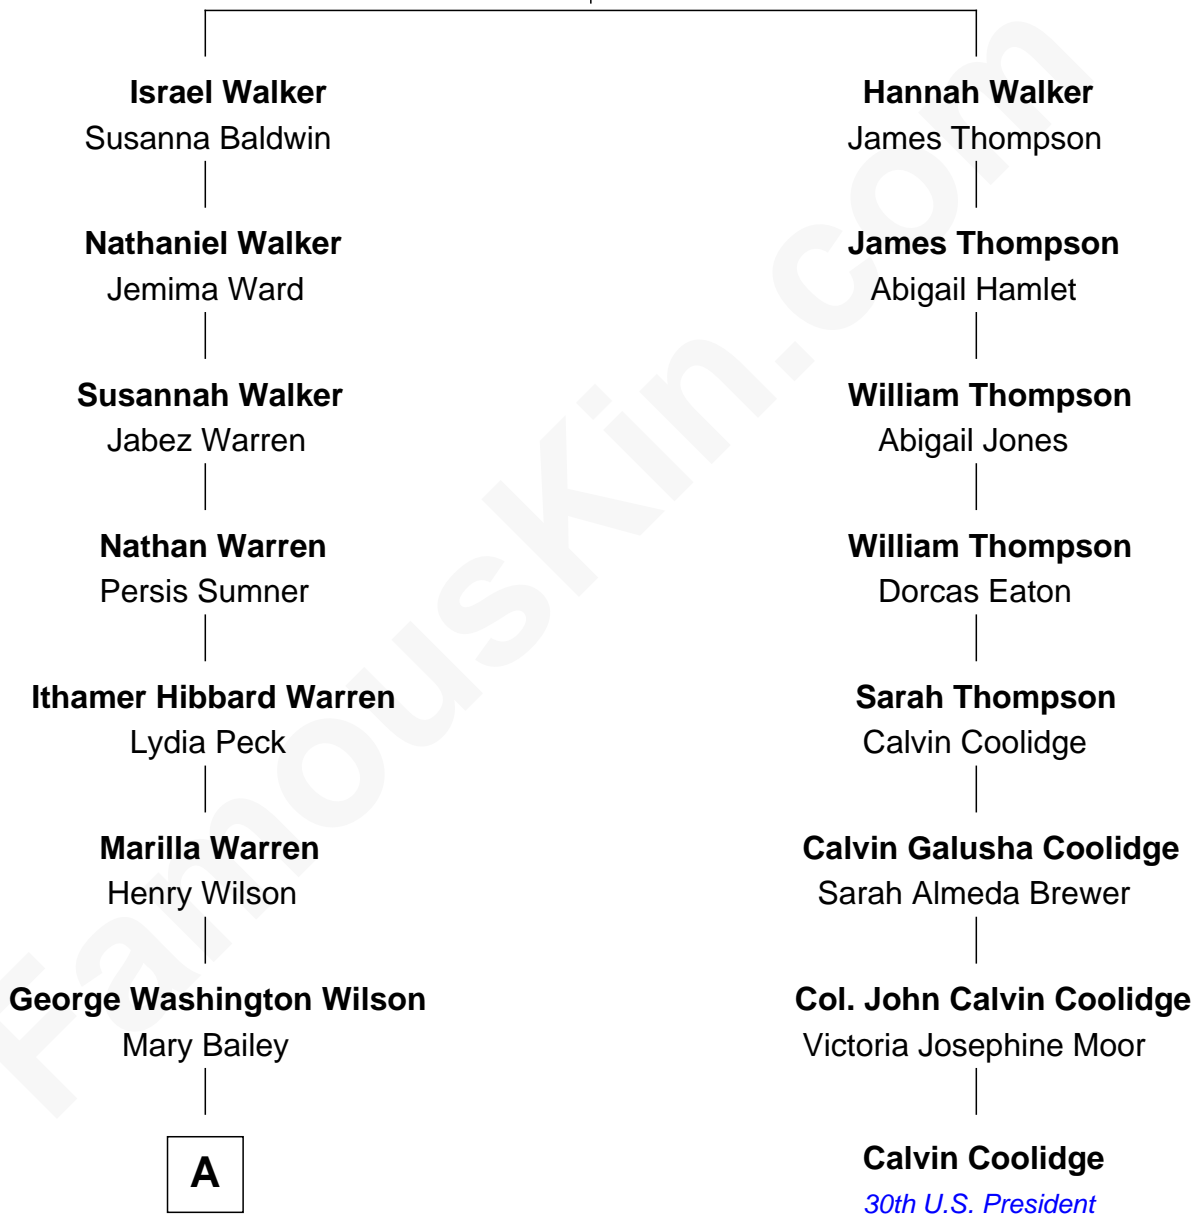 Israel Walker
Susanna Baldwin
Nathaniel Walker
Jemima Ward
Susannah Walker
Jabez Warren
Nathan Warren
Persis Sumner
Ithamer Hibbard Warren
Lydia Peck
Marilla Warren
Henry Wilson
George Washington Wilson
Mary Bailey
A
Hannah Walker
James Thompson
James Thompson
Abigail Hamlet
William Thompson
Abigail Jones
William Thompson
Dorcas Eaton
Sarah Thompson
Calvin Coolidge
Calvin Galusha Coolidge
Sarah Almeda Brewer
Col. John Calvin Coolidge
Victoria Josephine Moor
Calvin Coolidge
30th U.S. President
FamousKin.com